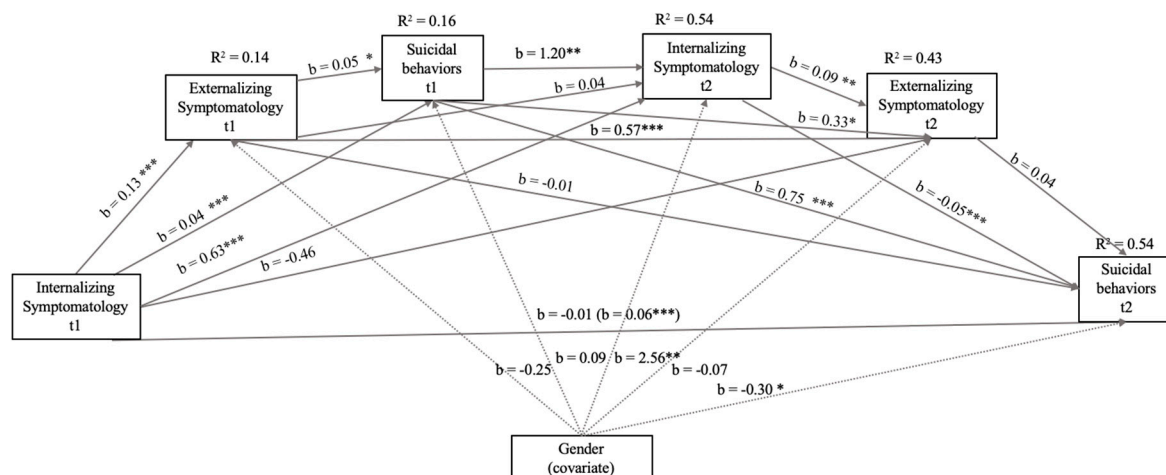 R² = 0.16
R² = 0.54
R² = 0.14
Suicidal
behaviors
t1
b = 1.20**
Internalizing
Symptomatology
t2
R² = 0.43
b = 0.05 *
b = 0.09 **
Externalizing
Symptomatology
t1
b = 0.04
Externalizing
Symptomatology
t2
b = 0.33*
b = 0.57***
b = 0.13 ***
b = -0.01
b = 0.04
b = 0.04 ***
b = 0.75 ***
b = -0.05***
b = 0.63***
b = -0.46
R² = 0.54
Internalizing
Symptomatology
t1
Suicidal
behaviors
t2
b = -0.01 (b = 0.06***)
b = -0.25
b = 0.09
b = 2.56**
b = -0.07
b = -0.30 *
Gender
(covariate)